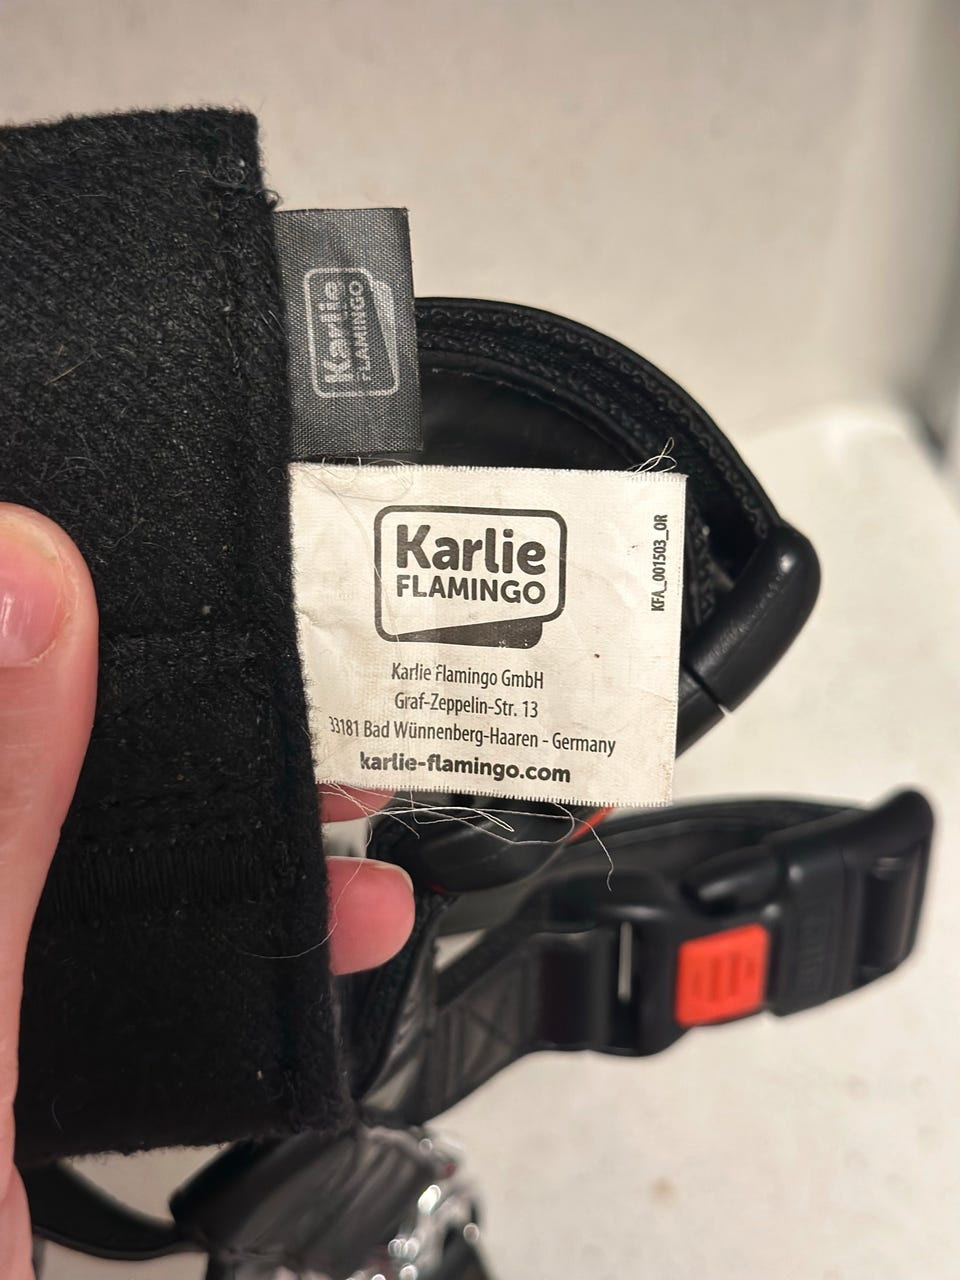 Karlie
FLAMINGO
Karlie
FLAMINGO
KFA_001503_OR
Karlie Flamingo GmbH
Graf-Zeppelin-Str. 13
33181 Bad Wünnenberg-Haaren - Germany
karlie-flamingo.com